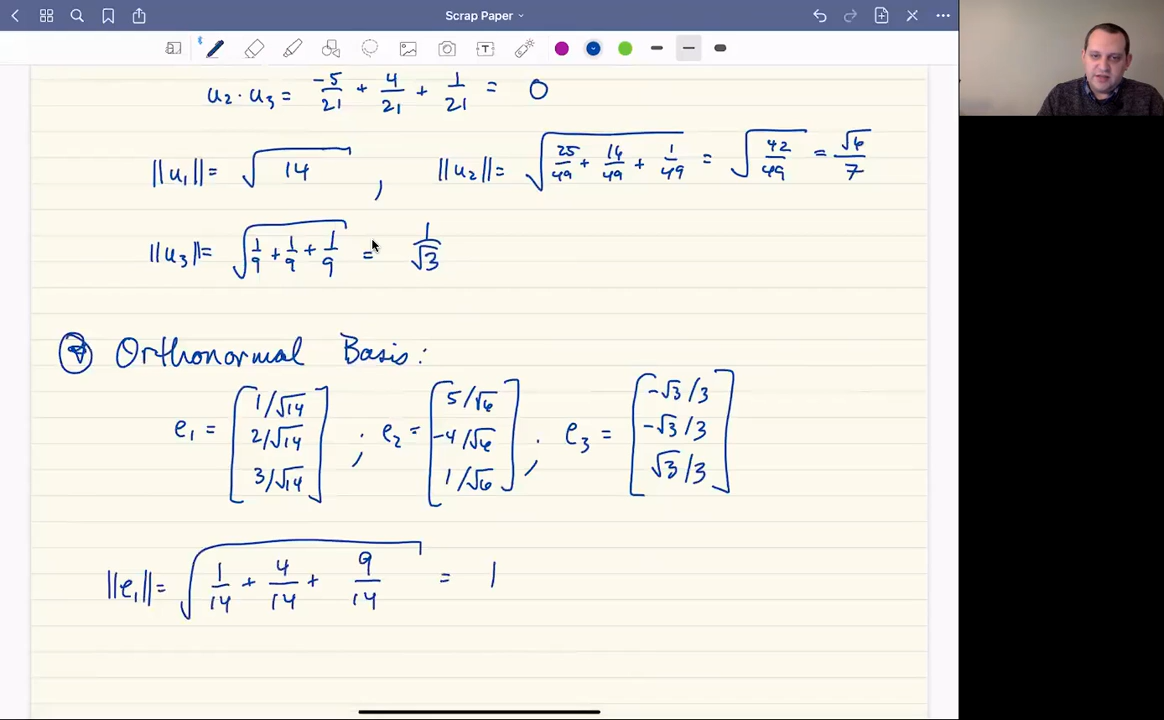 Scrap Paper
u₂ · u₃ = -5/21 + 4/21 + 1/21 = 0
||u₁|| = √14 , ||u₂|| = √(25/49 + 16/49 + 1/49) = √(42/49) = √6/7
||u₃|| = √(1/9 + 1/9 + 1/9) = 1/√3
Orthonormal Basis:
e₁ = [1/√14 2/√14 3/√14] ; e₂ = [5/√6 -4/√6 1/√6] ; e₃ = [-√3/3 -√3/3 √3/3]
||e₁|| = √(1/14 + 4/14 + 9/14) = 1